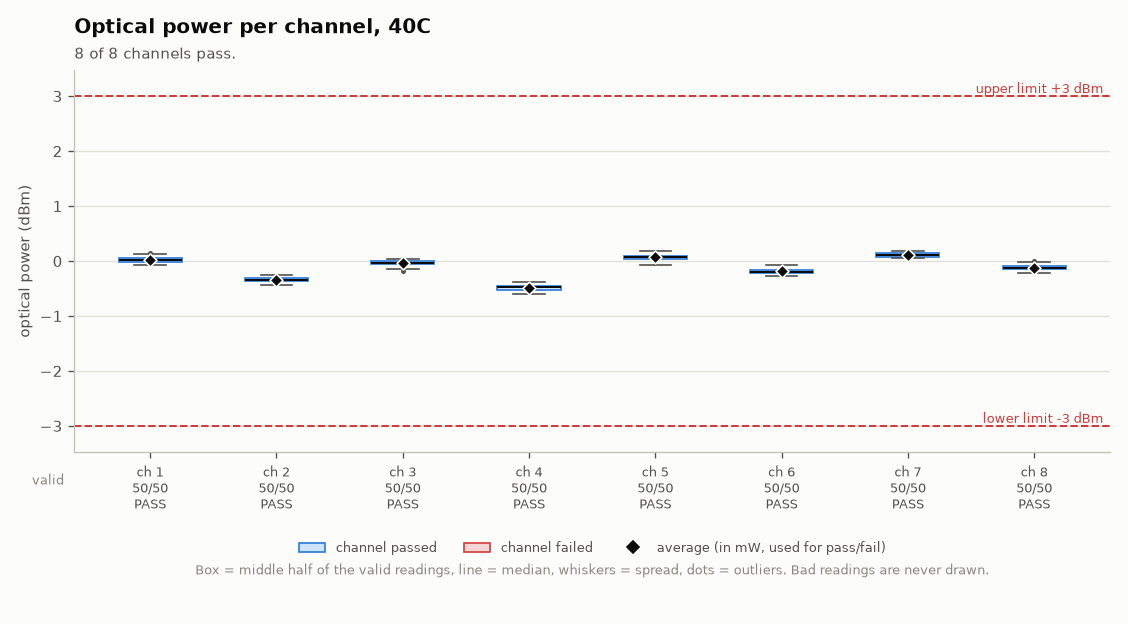 Optical power per channel, 40C
8 of 8 channels pass.
upper limit +3 dBm
3
2
1
0
−1
−2
−3
optical power (dBm)
lower limit -3 dBm
valid
ch 1 ch 2 ch 3 ch 4 ch 5 ch 6 ch 7 ch 8
50/50 50/50 50/50 50/50 50/50 50/50 50/50 50/50
PASS PASS PASS PASS PASS PASS PASS PASS
channel passed channel failed average (in mW, used for pass/fail)
Box = middle half of the valid readings, line = median, whiskers = spread, dots = outliers. Bad readings are never drawn.